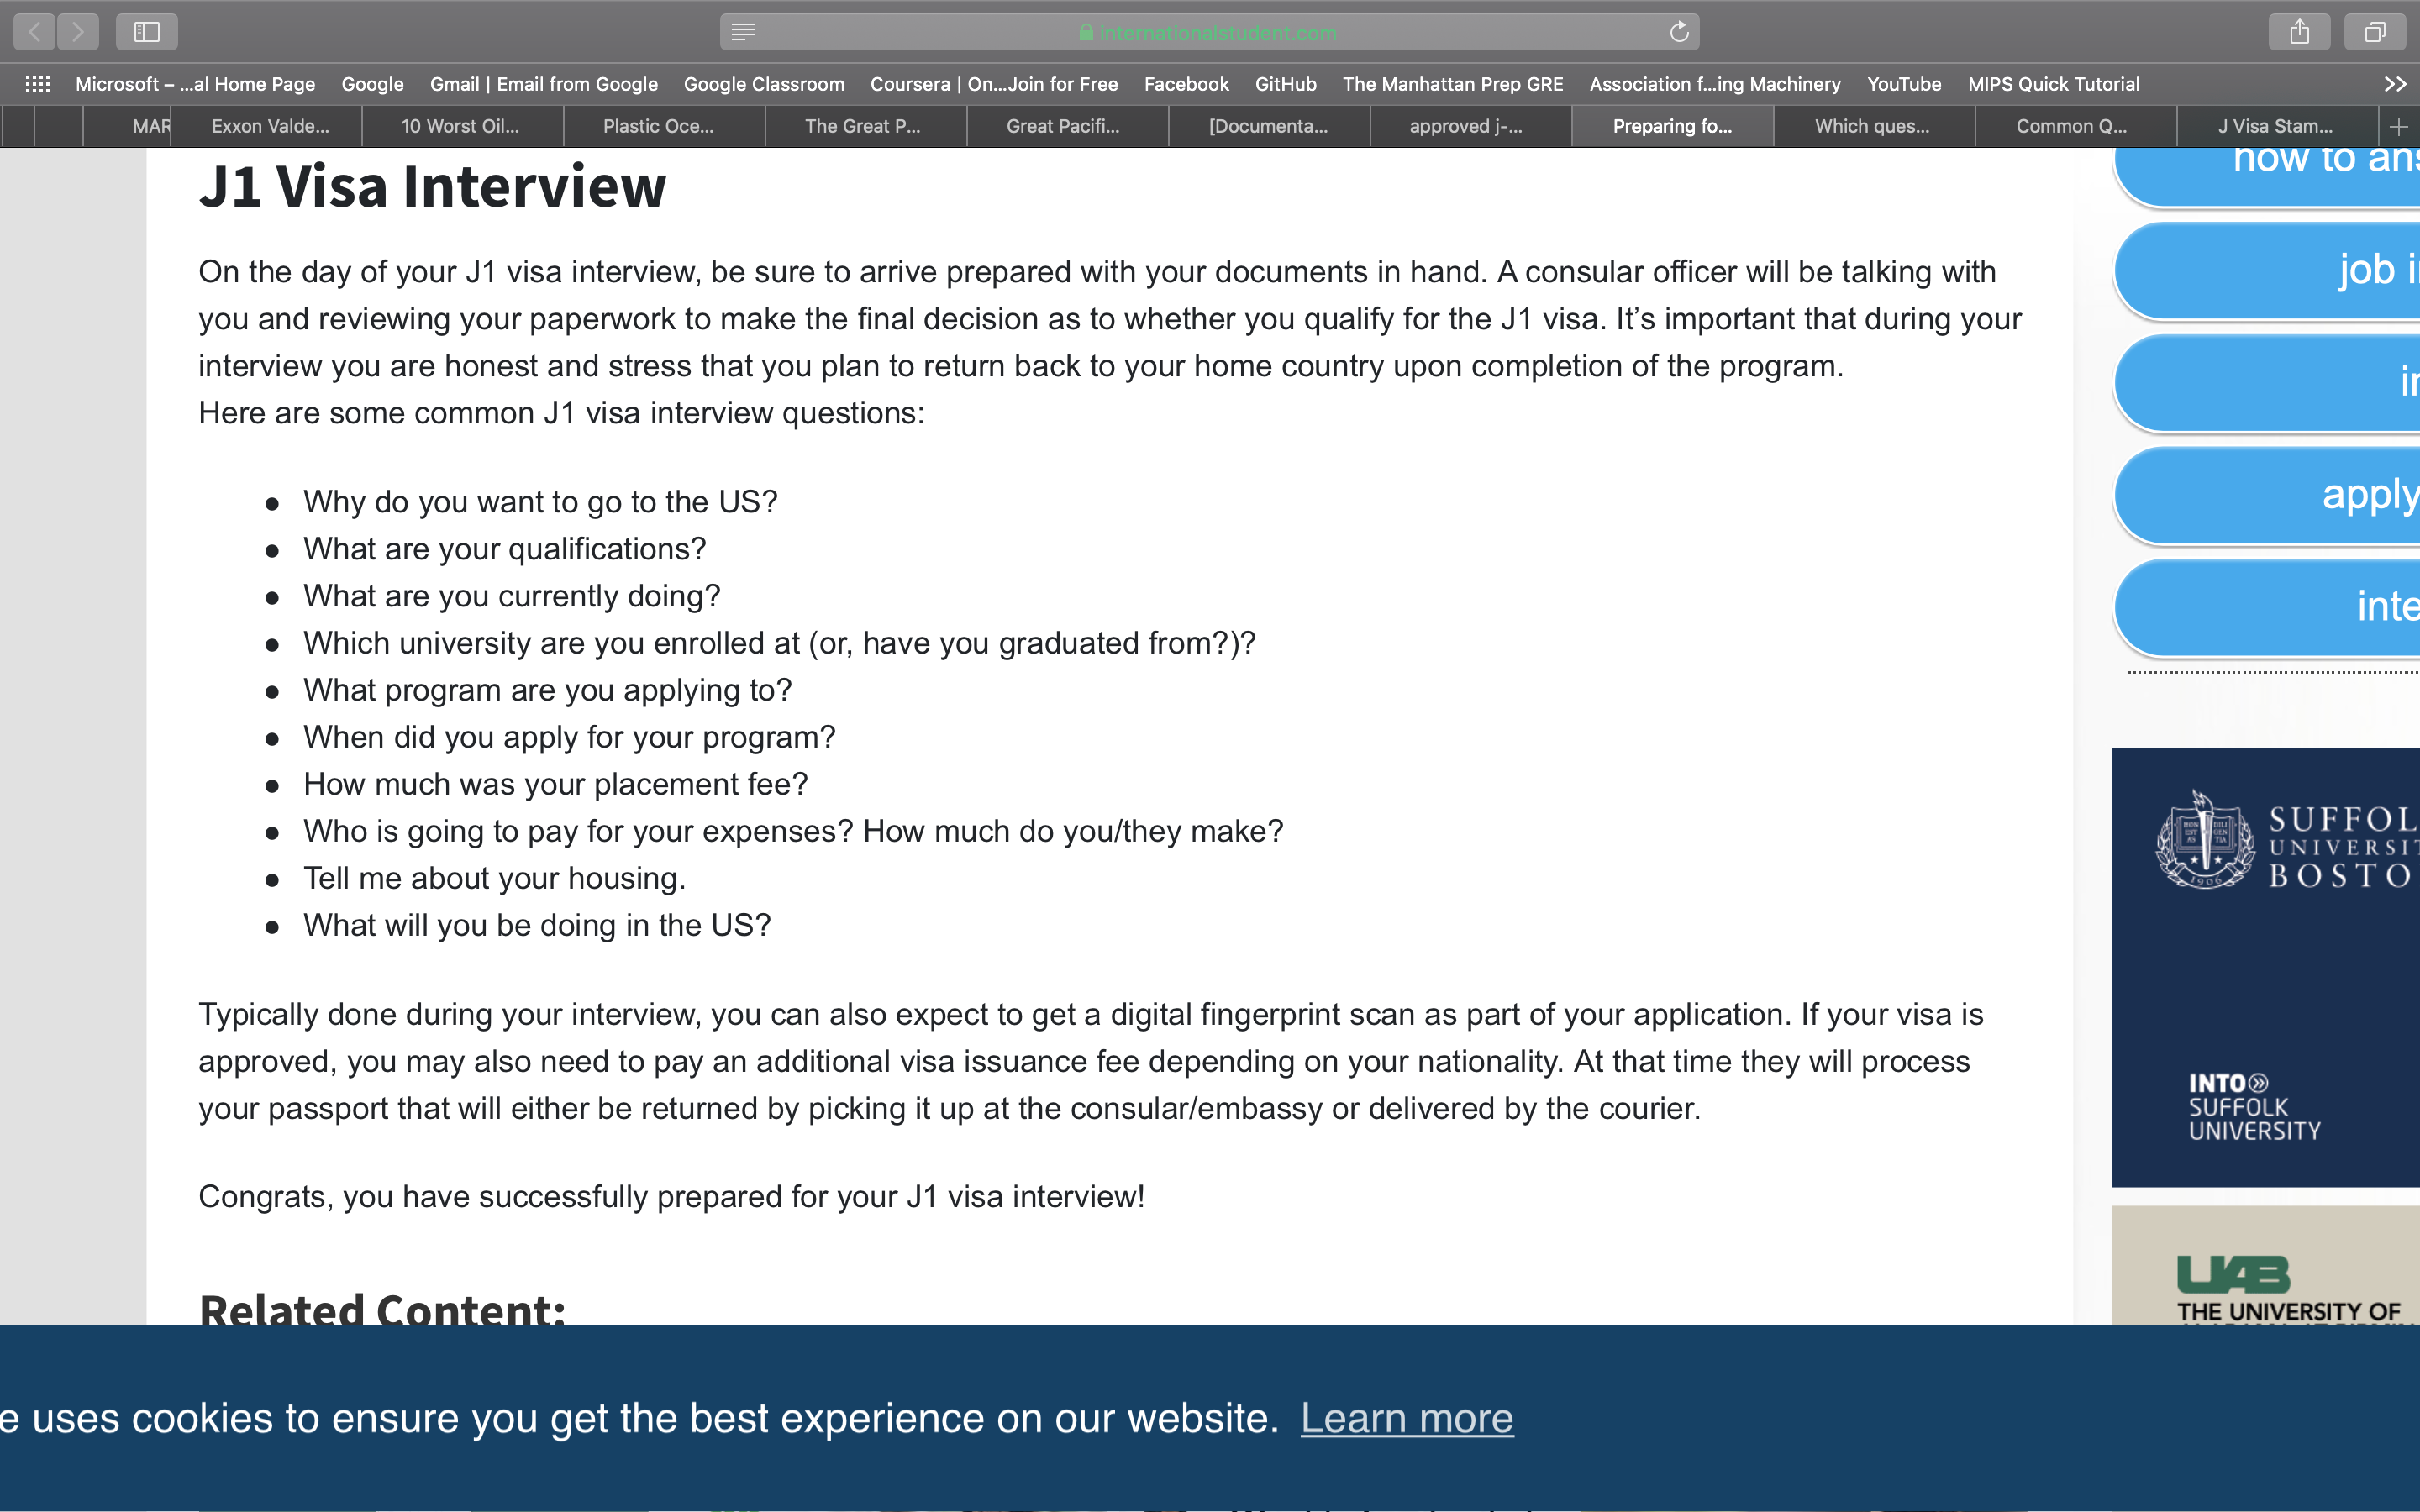 internationalstudent.com
Microsoft – ...al Home Page Google Gmail | Email from Google Google Classroom Coursera | On...Join for Free Facebook GitHub The Manhattan Prep GRE Association f...ing Machinery YouTube MIPS Quick Tutorial
MAR Exxon Valde... 10 Worst Oil... Plastic Oce... The Great P... Great Pacifi... [Documenta... approved j-... Preparing fo... Which ques... Common Q... J Visa Stam...
J1 Visa Interview
On the day of your J1 visa interview, be sure to arrive prepared with your documents in hand. A consular officer will be talking with
you and reviewing your paperwork to make the final decision as to whether you qualify for the J1 visa. It’s important that during your
interview you are honest and stress that you plan to return back to your home country upon completion of the program.
Here are some common J1 visa interview questions:
● Why do you want to go to the US?
● What are your qualifications?
● What are you currently doing?
● Which university are you enrolled at (or, have you graduated from?)?
● What program are you applying to?
● When did you apply for your program?
● How much was your placement fee?
● Who is going to pay for your expenses? How much do you/they make?
● Tell me about your housing.
● What will you be doing in the US?
Typically done during your interview, you can also expect to get a digital fingerprint scan as part of your application. If your visa is
approved, you may also need to pay an additional visa issuance fee depending on your nationality. At that time they will process
your passport that will either be returned by picking it up at the consular/embassy or delivered by the courier.
Congrats, you have successfully prepared for your J1 visa interview!
Related Content:
how to ans
job i
in
apply
inte
HON EST AS DILI GEN TIA
1906
SUFFOL
UNIVERSIT
BOSTO
INTO
SUFFOLK
UNIVERSITY
UAB
THE UNIVERSITY OF
e uses cookies to ensure you get the best experience on our website. Learn more